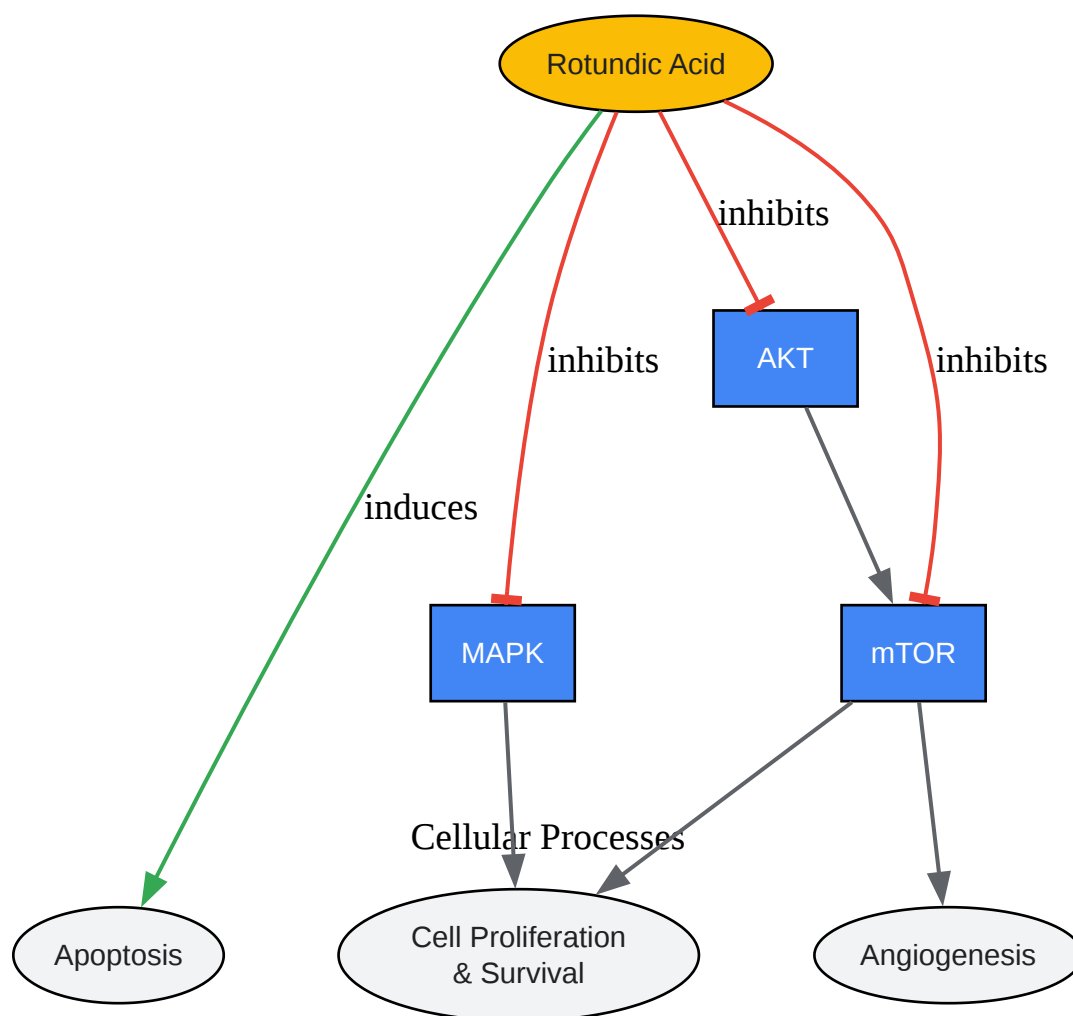 Rotundic Acid
inhibits
inhibits
AKT
inhibits
induces
MAPK
mTOR
Cellular Processes
Apoptosis
Cell Proliferation
& Survival
Angiogenesis